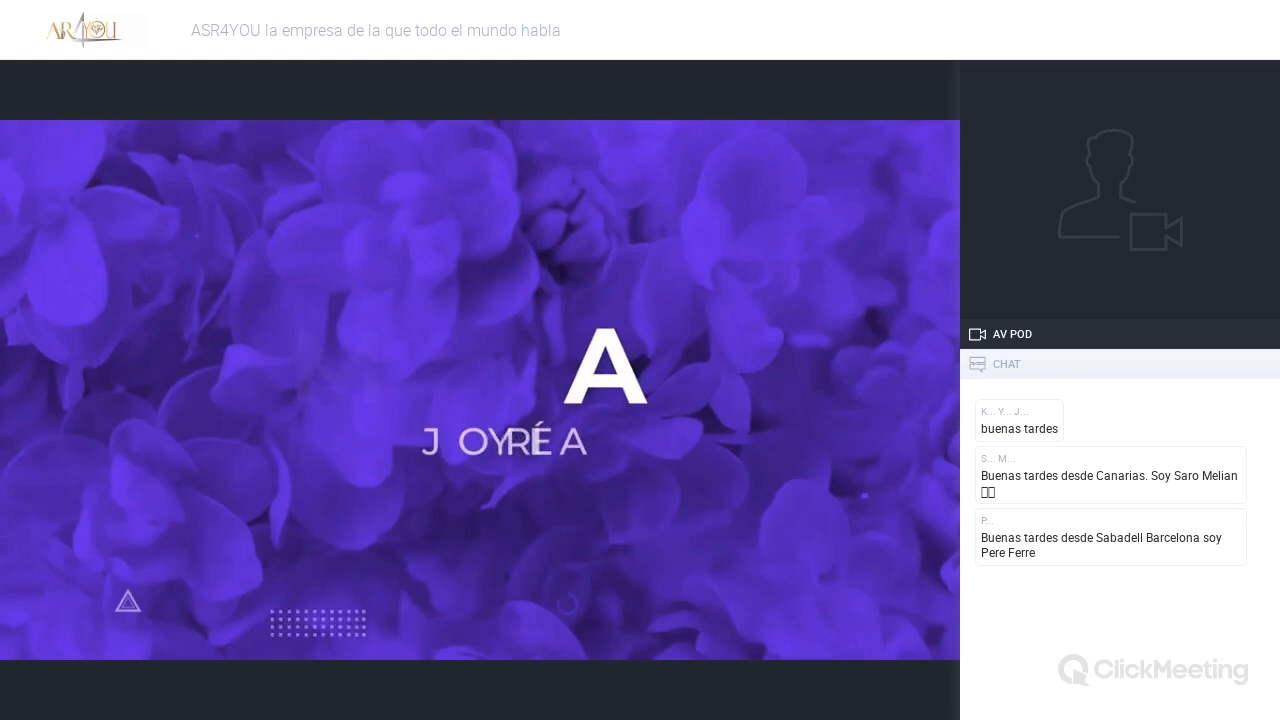 AR4YOU
ASR4YOU la empresa de la que todo el mundo habla
A
AV POD
CHAT
K... Y... J...
buenas tardes
S... M...
Buenas tardes desde Canarias. Soy Saro Melian
P...
Buenas tardes desde Sabadell Barcelona soy
Pere Ferre
ClickMeeting